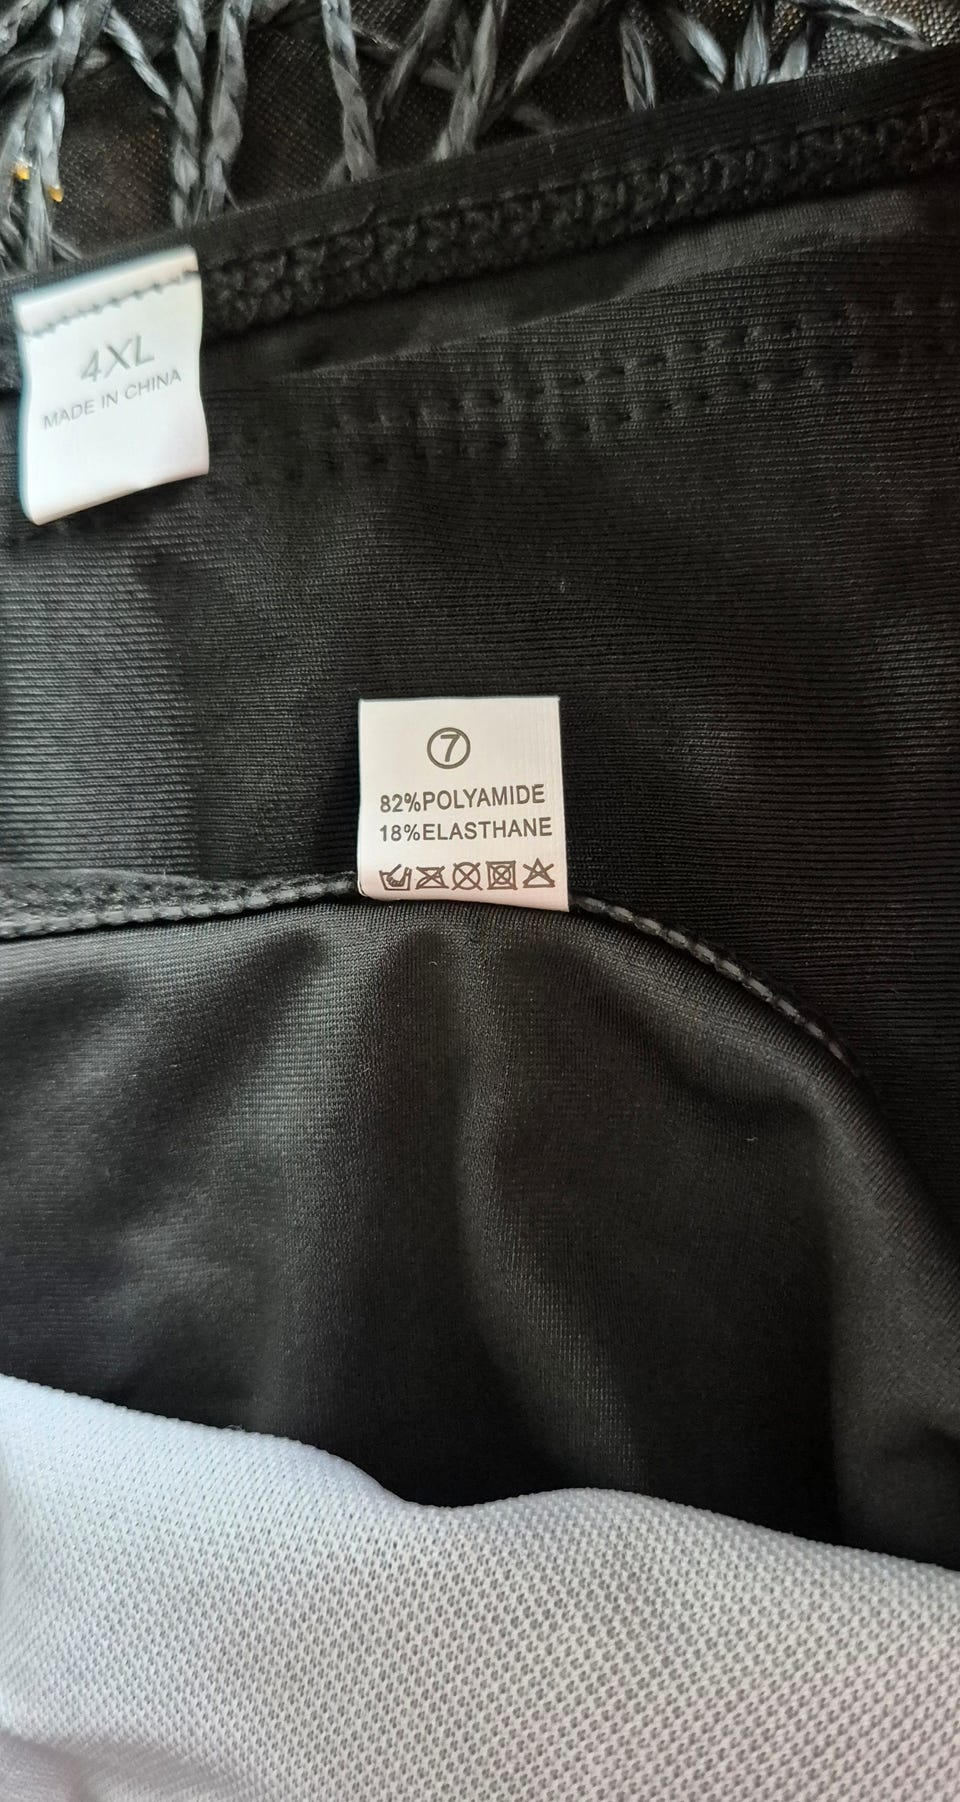 4XL
MADE IN CHINA
⑦
82%POLYAMIDE
18%ELASTHANE